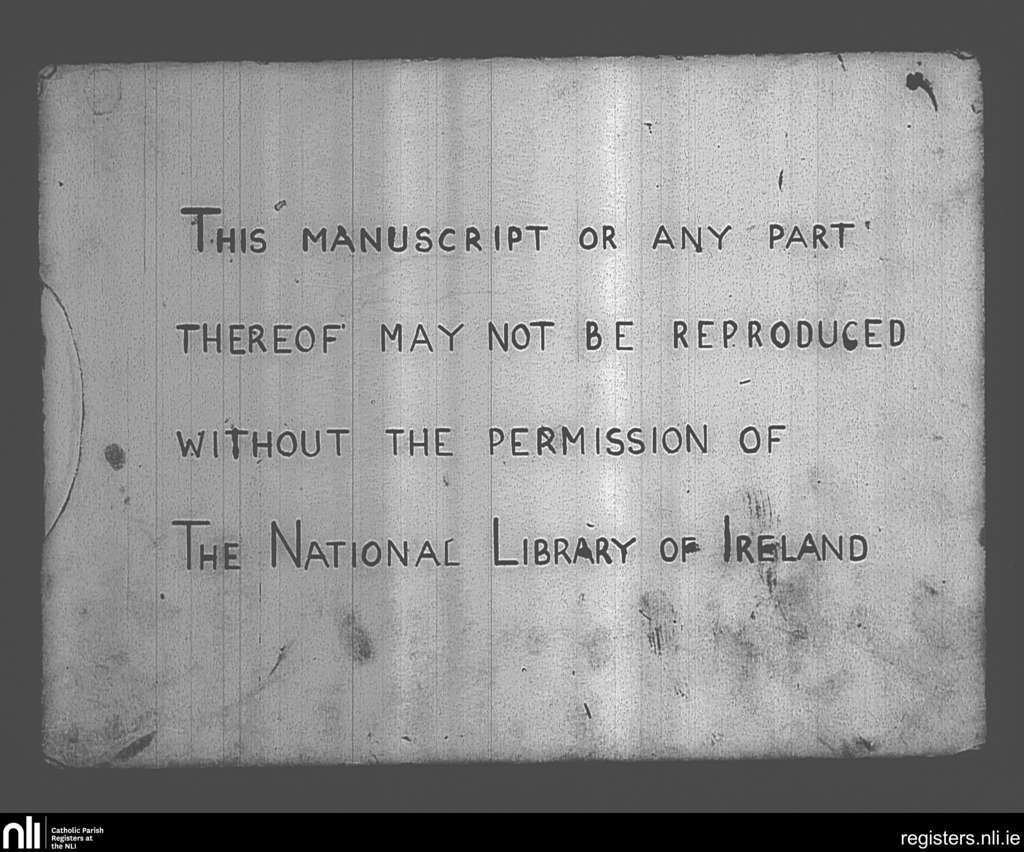 THIS MANUSCRIPT OR ANY PART
THEREOF MAY NOT BE REPRODUCED
WITHOUT THE PERMISSION OF
THE NATIONAL LIBRARY OF IRELAND
nli
Catholic Parish
Registers at
the NLI
registers.nli.ie